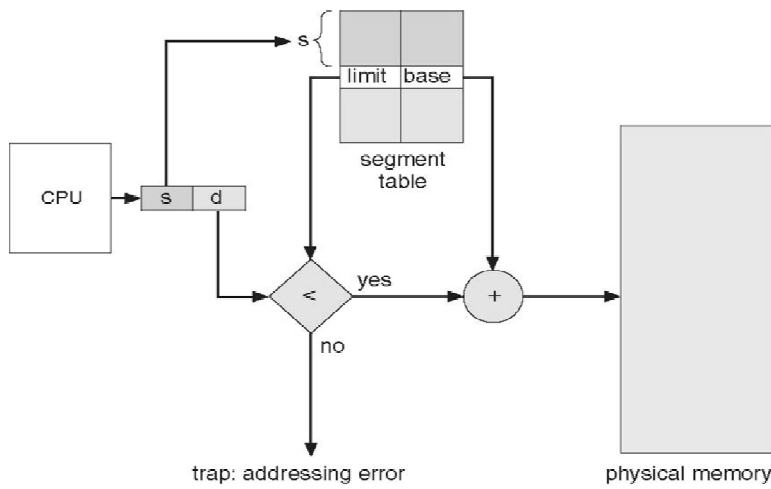 s
limit base
segment
table
CPU
s d
<
yes
+
no
trap: addressing error
physical memory